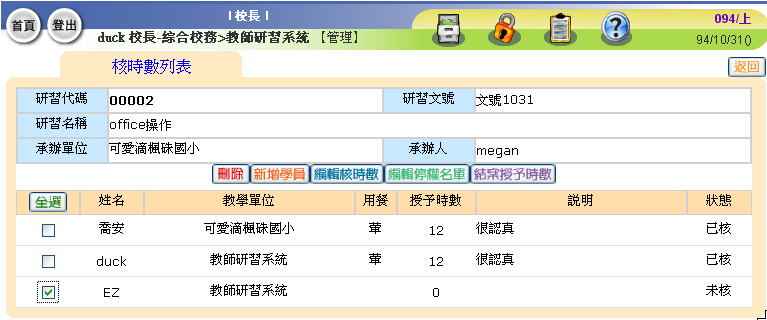 首頁 登出 | 校長 | 094/上
duck 校長-綜合校務>教師研習系統 【管理】 94/10/31()
核時數列表 返回
研習代碼 00002 研習文號 文號1031
研習名稱 office操作
承辦單位 可愛滴楓硃國小 承辦人 megan
刪除 新增學員 編輯核時數 編輯停權名單 結案授予時數
全選 姓名 教學單位 用餐 授予時數 說明 狀態
喬安 可愛滴楓硃國小 葷 12 很認真 已核
duck 教師研習系統 葷 12 很認真 已核
EZ 教師研習系統 0 未核